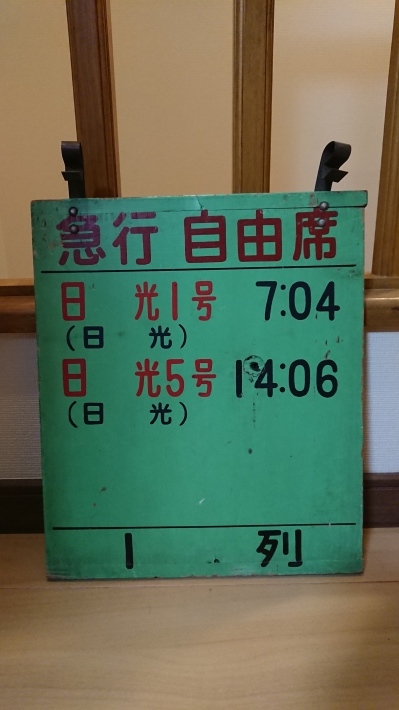 急行 自由席
日 光1号 7:04
(日 光)
日 光5号 14:06
(日 光)
1 列